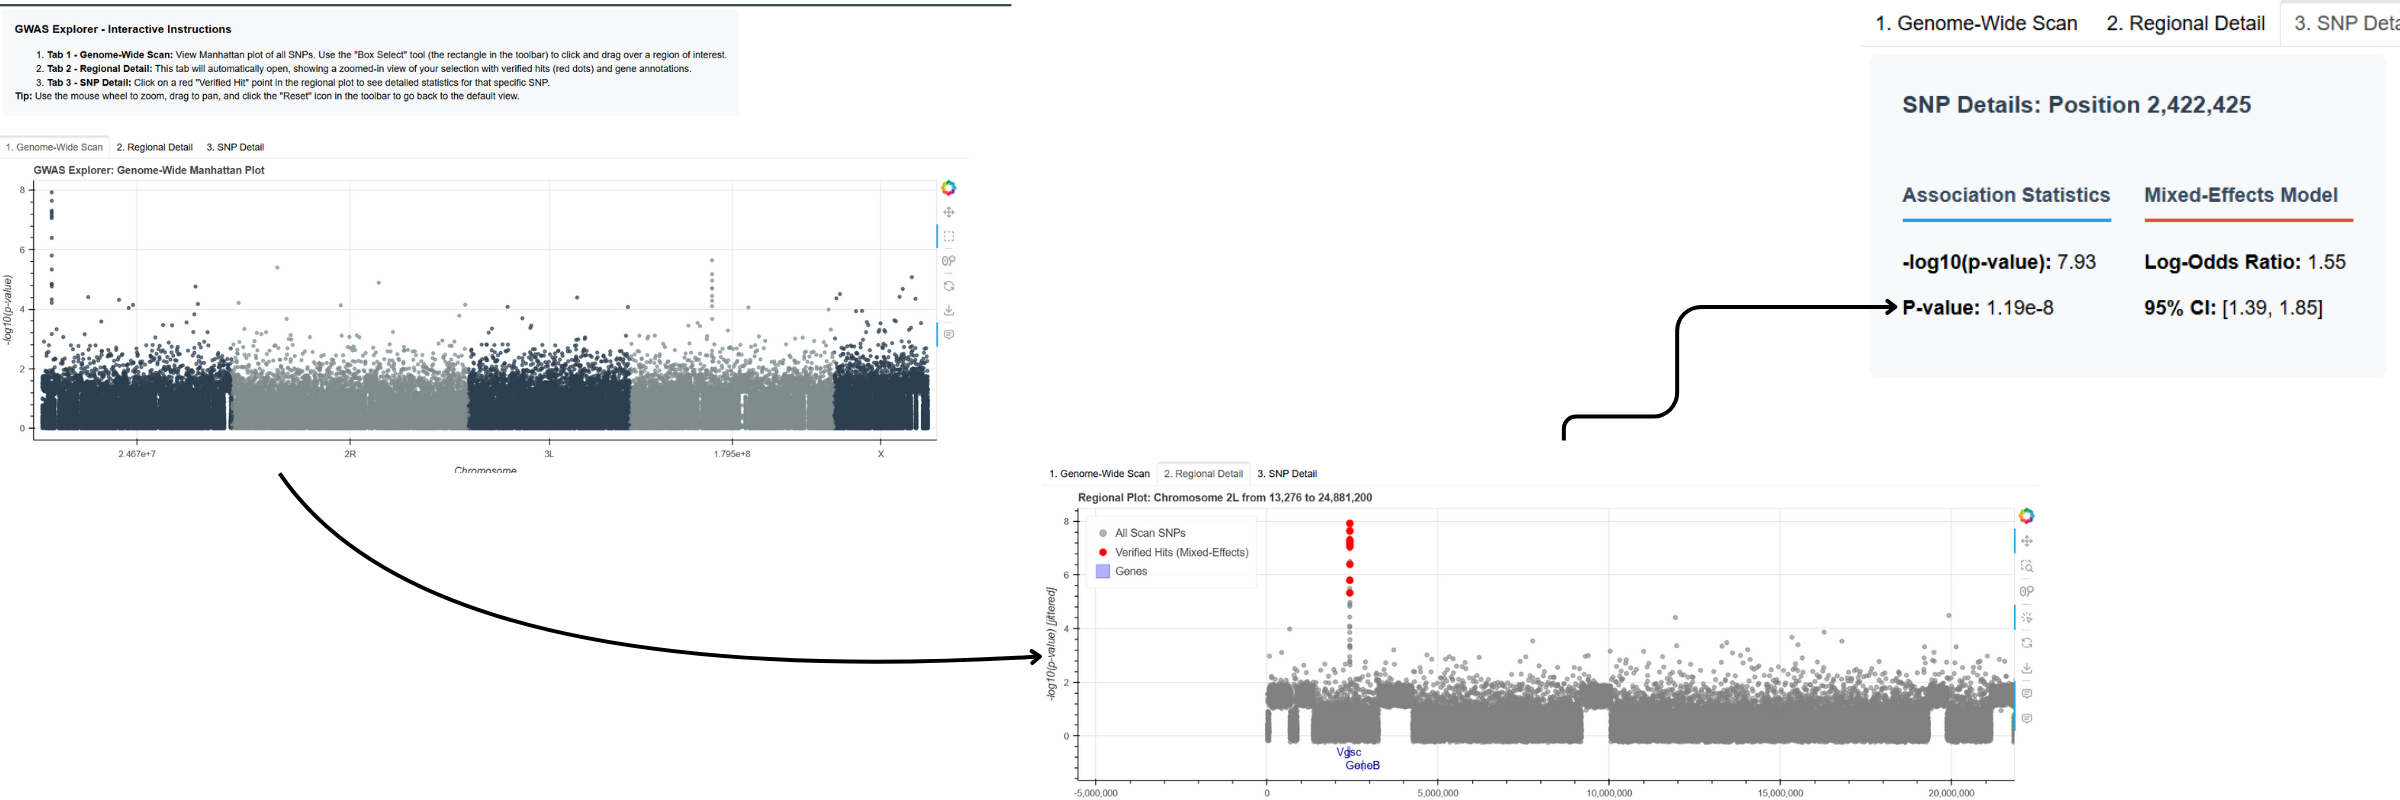 GWAS Explorer - Interactive Instructions
1. Tab 1 - Genome-Wide Scan: View Manhattan plot of all SNPs. Use the "Box Select" tool (the rectangle in the toolbar) to click and drag over a region of interest.
2. Tab 2 - Regional Detail: This tab will automatically open, showing a zoomed-in view of your selection with verified hits (red dots) and gene annotations.
3. Tab 3 - SNP Detail: Click on a red "Verified Hit" point in the regional plot to see detailed statistics for that specific SNP.
Tip: Use the mouse wheel to zoom, drag to pan, and click the "Reset" icon in the toolbar to go back to the default view.
1. Genome-Wide Scan 2. Regional Detail 3. SNP Detail
GWAS Explorer: Genome-Wide Manhattan Plot
8
6
4
2
0
-log10(p-value)
2.467e+7 2R 3L 1.795e+8 X
Chromosome
1. Genome-Wide Scan 2. Regional Detail 3. SNP Deta
SNP Details: Position 2,422,425
Association Statistics Mixed-Effects Model
-log10(p-value): 7.93 Log-Odds Ratio: 1.55
P-value: 1.19e-8 95% CI: [1.39, 1.85]
1. Genome-Wide Scan 2. Regional Detail 3. SNP Detail
Regional Plot: Chromosome 2L from 13,276 to 24,881,200
All Scan SNPs
Verified Hits (Mixed-Effects)
Genes
8
6
4
2
0
-log10(p-value) [jittered]
Vgsc
GeneB
-5,000,000 0 5,000,000 10,000,000 15,000,000 20,000,000